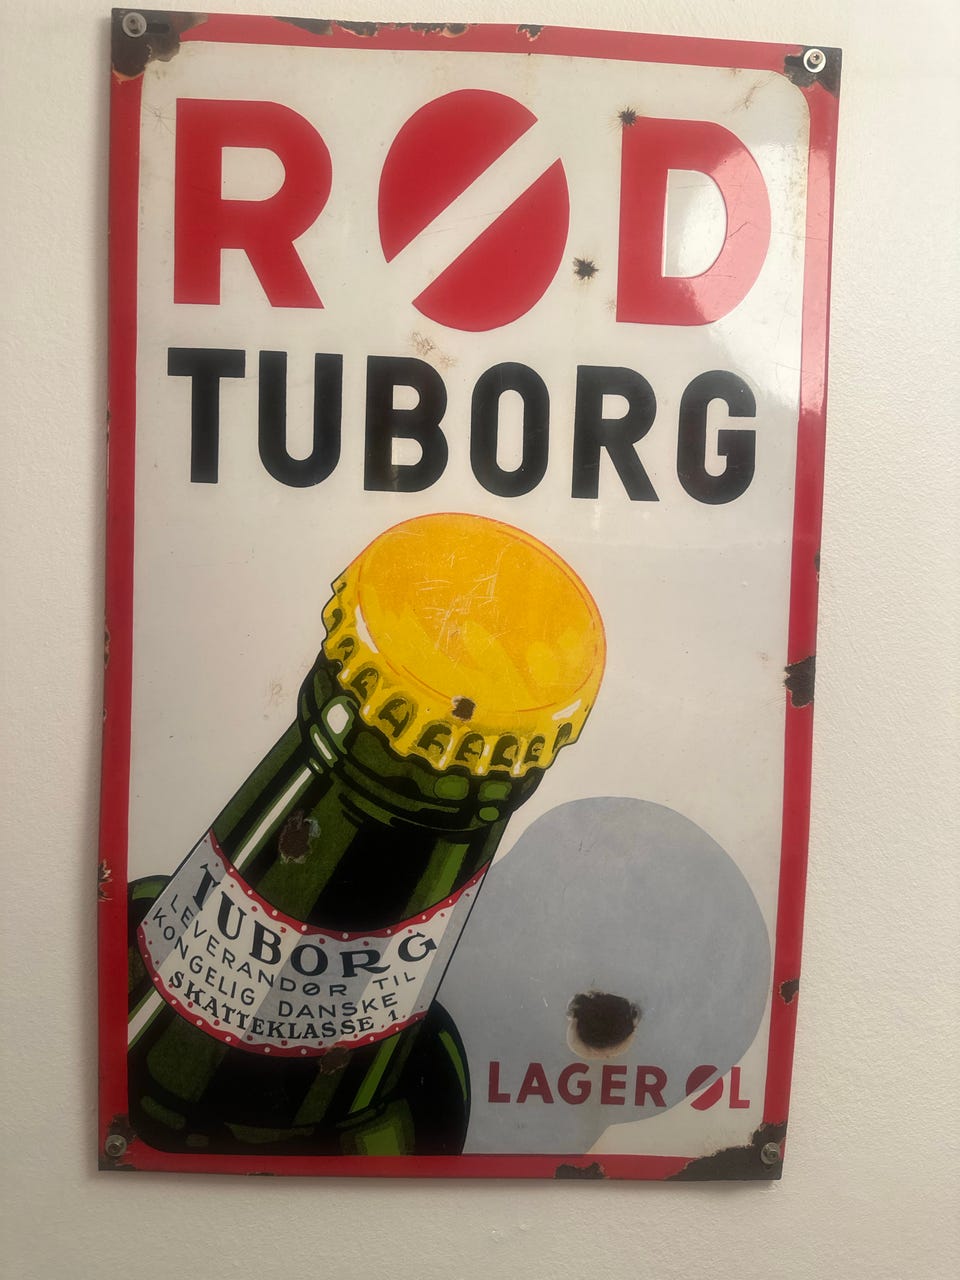 RØD
TUBORG
TUBORG
LEVERANDØR TIL
KONGELIG DANSKE
SKATTEKLASSE.1.
LAGER ØL